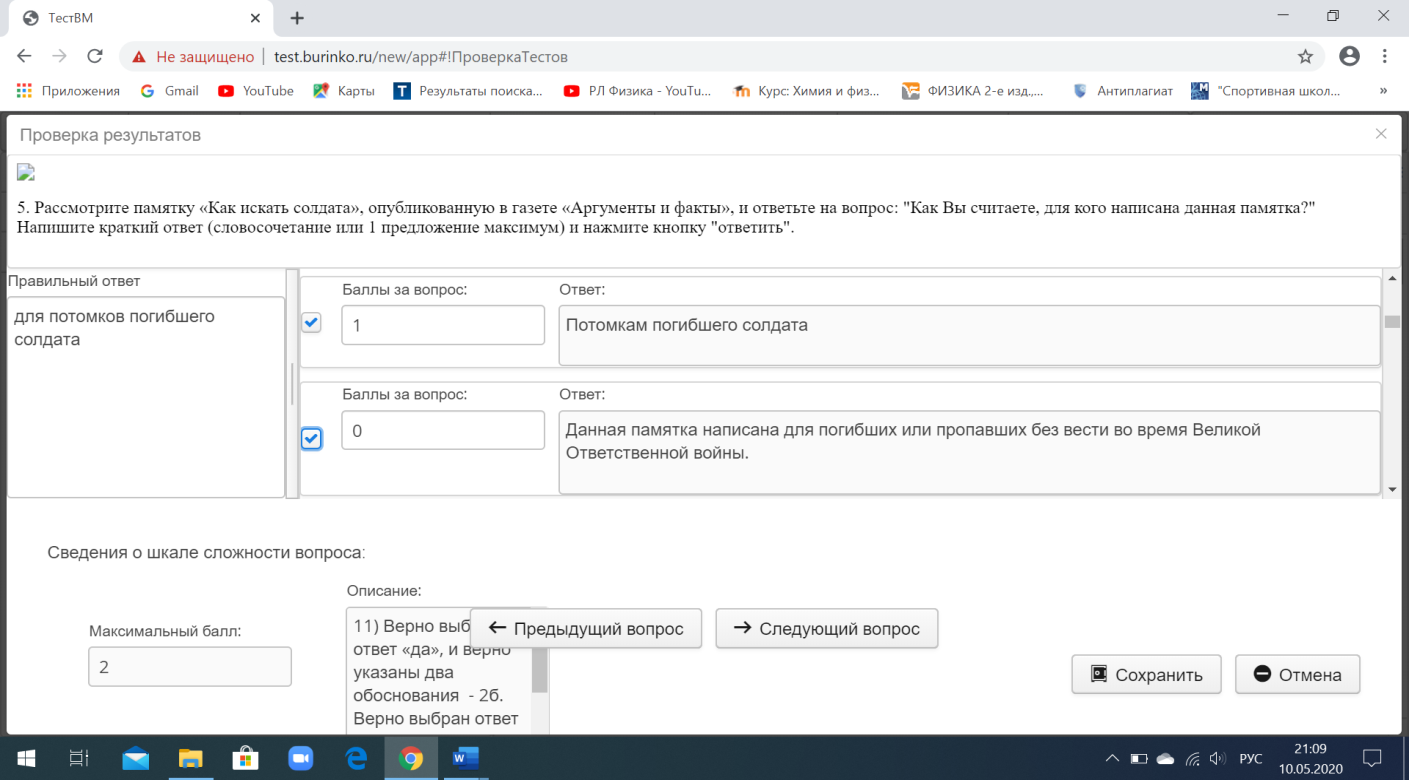 ТестВМ
Не защищено | test.burinko.ru/new/app#!ПроверкаТестов
Приложения Gmail YouTube Карты Результаты поиска... РЛ Физика - YouTu... Курс: Химия и физ... ФИЗИКА 2-е изд.,... Антиплагиат "Спортивная школ... »
Проверка результатов
5. Рассмотрите памятку «Как искать солдата», опубликованную в газете «Аргументы и факты», и ответьте на вопрос: "Как Вы считаете, для кого написана данная памятка?"
Напишите краткий ответ (словосочетание или 1 предложение максимум) и нажмите кнопку "ответить".
Правильный ответ
для потомков погибшего
солдата
Баллы за вопрос: Ответ:
1 Потомкам погибшего солдата
Баллы за вопрос: Ответ:
0 Данная памятка написана для погибших или пропавших без вести во время Великой
Ответственной войны.
Сведения о шкале сложности вопроса:
Описание:
Максимальный балл:
2
11) Верно выб
ответ «да», и верно
указаны два
обоснования - 2б.
Верно выбран ответ
Предыдущий вопрос Следующий вопрос
Сохранить Отмена
РУС 21:09
10.05.2020